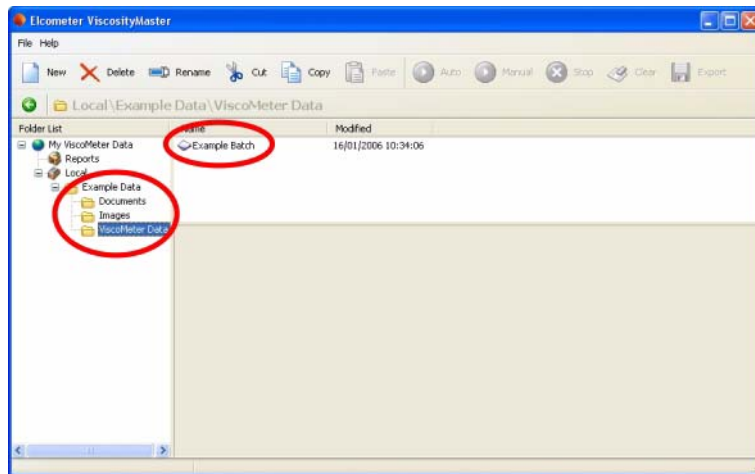 Elcometer ViscosityMaster
File Help
New Delete Rename Cut Copy Paste Auto Manual Stop Clear Export
Local\Example Data\ViscoMeter Data
Folder List Name Modified
My ViscoMeter Data Example Batch 16/01/2006 10:34:06
Reports
Local
Example Data
Documents
Images
ViscoMeter Data